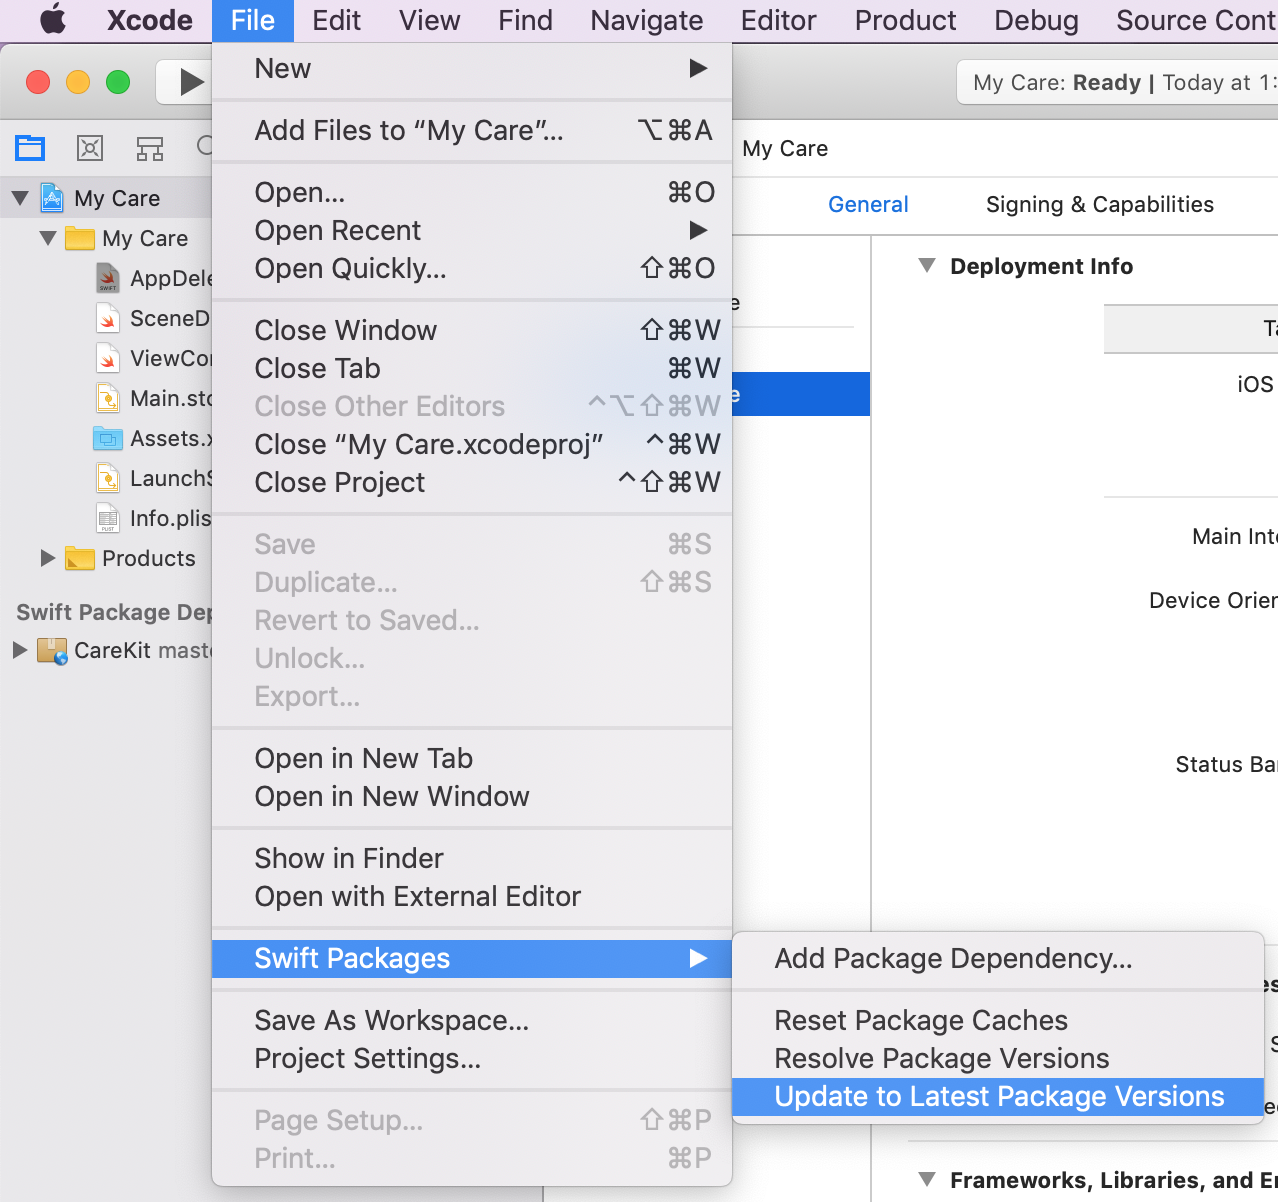 Xcode File Edit View Find Navigate Editor Product Debug Source Cont
My Care: Ready | Today at 1:
New
Add Files to “My Care”... ⌥⌘A
Open... ⌘O
Open Recent
Open Quickly... ⇧⌘O
Close Window ⇧⌘W
Close Tab ⌘W
Close Other Editors ^⌥⇧⌘W
Close “My Care.xcodeproj” ^⌘W
Close Project ^⇧⌘W
Save ⌘S
Duplicate... ⇧⌘S
Revert to Saved...
Unlock...
Export...
Open in New Tab
Open in New Window
Show in Finder
Open with External Editor
Swift Packages
Save As Workspace...
Project Settings...
Page Setup... ⇧⌘P
Print... ⌘P
Add Package Dependency...
Reset Package Caches
Resolve Package Versions
Update to Latest Package Versions
My Care
My Care
AppDele
SWIFT
SceneD
ViewCon
Main.sto
Assets.x
LaunchS
Info.plis
PLIST
Products
Swift Package Dep
CareKit maste
My Care
General Signing & Capabilities
e
e
Deployment Info
Ta
iOS
Main Inte
Device Orien
Status Bar
es
S
ec
Frameworks, Libraries, and E